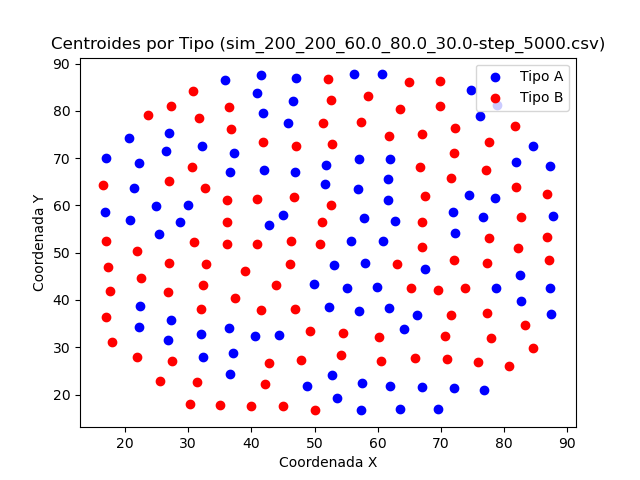 Centroides por Tipo (sim_200_200_60.0_80.0_30.0-step_5000.csv)
Tipo A
Tipo B
Coordenada Y
90
80
70
60
50
40
30
20
20 30 40 50 60 70 80 90
Coordenada X